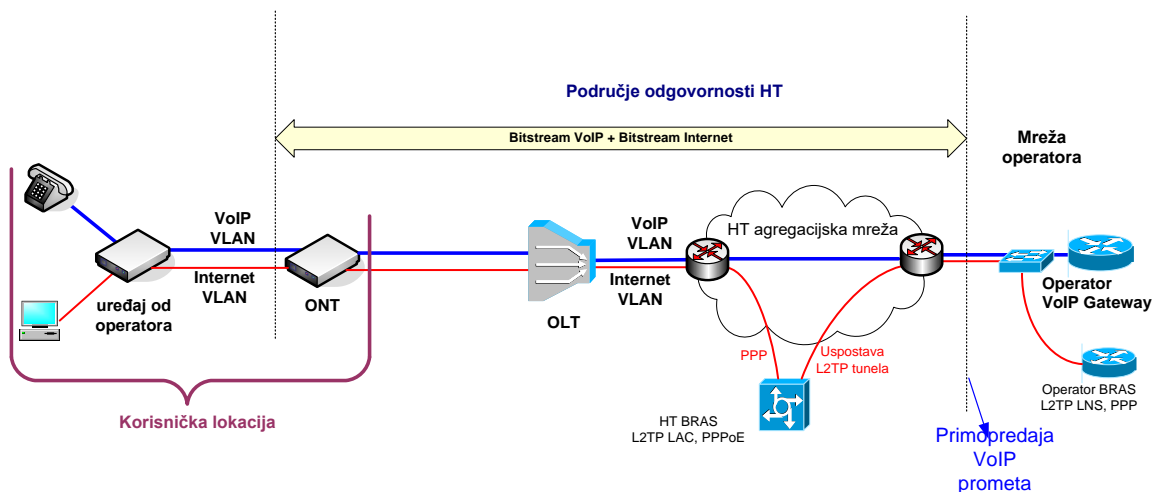 Područje odgovornosti HT
Bitstream VoIP + Bitstream Internet
Mreža
operatora
VoIP
VLAN
Internet
VLAN
uređaj od
operatora
ONT
OLT
VoIP
VLAN
Internet
VLAN
HT agregacijska mreža
Operator
VoIP Gateway
PPP
Uspostava
L2TP tunela
Korisnička lokacija
HT BRAS
L2TP LAC, PPPoE
Operator BRAS
L2TP LNS, PPP
Primopredaja
VoIP
prometa